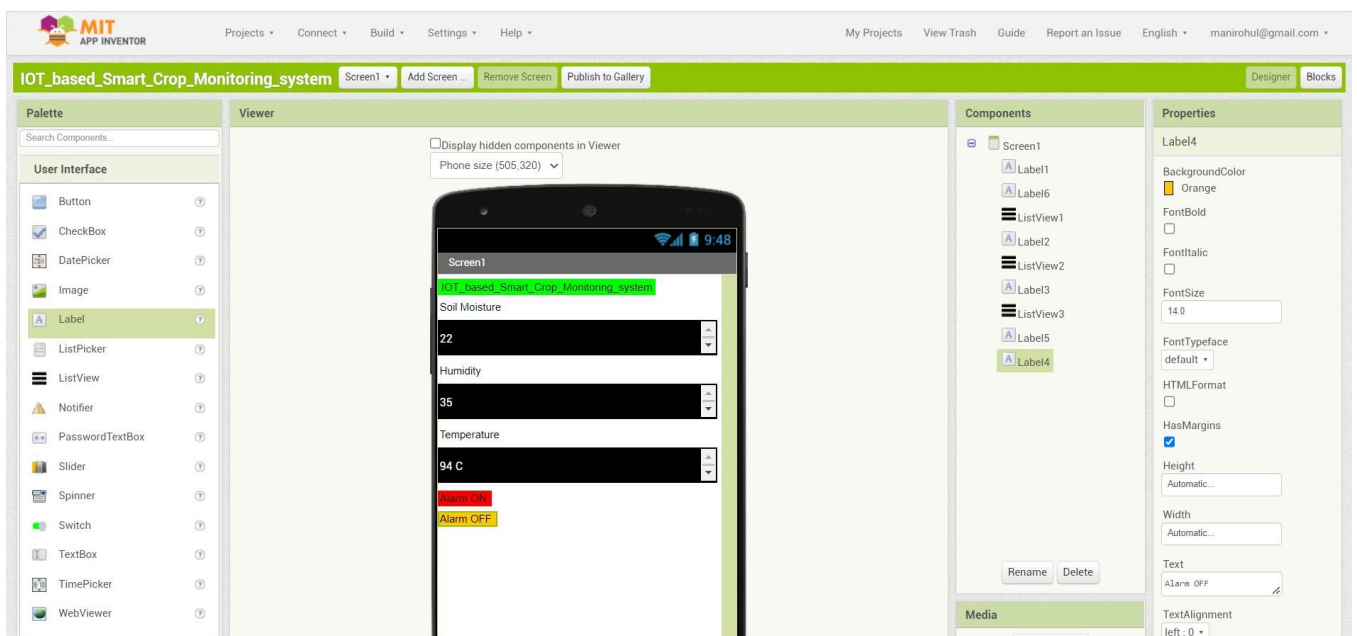 MIT
APP INVENTOR
Projects Connect Build Settings Help My Projects View Trash Guide Report an Issue English manirohul@gmail.com
IOT_based_Smart_Crop_Monitoring_system Screen1 Add Screen ... Remove Screen Publish to Gallery Designer Blocks
Palette
Search Components...
User Interface
Button
CheckBox
DatePicker
Image
Label
ListPicker
ListView
Notifier
PasswordTextBox
Slider
Spinner
Switch
TextBox
TimePicker
WebViewer
Viewer
Display hidden components in Viewer
Phone size (505,320)
9:48
Screen1
IOT_based_Smart_Crop_Monitoring_system
Soil Moisture
22
Humidity
35
Temperature
94 C
Alarm ON
Alarm OFF
Components
Screen1
Label1
Label6
ListView1
Label2
ListView2
Label3
ListView3
Label5
Label4
Rename Delete
Media
Properties
Label4
BackgroundColor
Orange
FontBold
FontItalic
FontSize
14.0
FontTypeface
default
HTMLFormat
HasMargins
Height
Automatic...
Width
Automatic...
Text
Alarm OFF
TextAlignment
left : 0